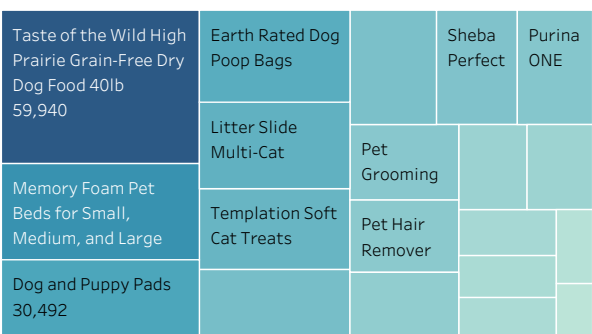 Taste of the Wild High
Prairie Grain-Free Dry
Dog Food 40lb
59,940
Memory Foam Pet
Beds for Small,
Medium, and Large
Dog and Puppy Pads
30,492
Earth Rated Dog
Poop Bags
Litter Slide
Multi-Cat
Templation Soft
Cat Treats
Sheba
Perfect
Purina
ONE
Pet
Grooming
Pet Hair
Remover